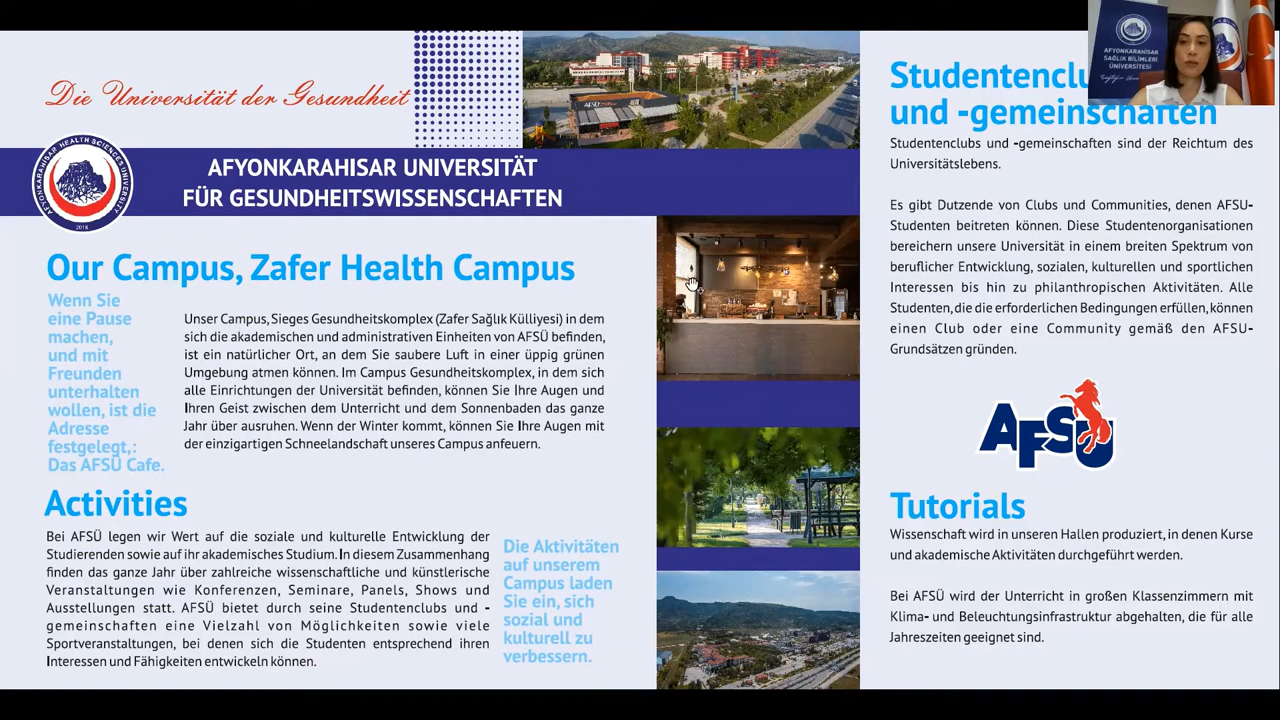 Die Universität der Gesundheit
AFYONKARAHISAR HEALTH SCIENCES UNIVERSITY
2018
AFYONKARAHISAR UNIVERSITÄT
FÜR GESUNDHEITSWISSENSCHAFTEN
Our Campus, Zafer Health Campus
Wenn Sie
eine Pause
machen,
und mit
Freunden
unterhalten
wollen, ist die
Adresse
festgelegt,:
Das AFSÜ Cafe.
Unser Campus, Sieges Gesundheitskomplex (Zafer Sağlık Külliyesi) in dem
sich die akademischen und administrativen Einheiten von AFSÜ befinden,
ist ein natürlicher Ort, an dem Sie saubere Luft in einer üppig grünen
Umgebung atmen können. Im Campus Gesundheitskomplex, in dem sich
alle Einrichtungen der Universität befinden, können Sie Ihre Augen und
Ihren Geist zwischen dem Unterricht und dem Sonnenbaden das ganze
Jahr über ausruhen. Wenn der Winter kommt, können Sie Ihre Augen mit
der einzigartigen Schneelandschaft unseres Campus anfeuern.
Activities
Bei AFSÜ legen wir Wert auf die soziale und kulturelle Entwicklung der
Studierenden sowie auf ihr akademisches Studium. In diesem Zusammenhang
finden das ganze Jahr über zahlreiche wissenschaftliche und künstlerische
Veranstaltungen wie Konferenzen, Seminare, Panels, Shows und
Ausstellungen statt. AFSÜ bietet durch seine Studentenclubs und -
gemeinschaften eine Vielzahl von Möglichkeiten sowie viele
Sportveranstaltungen, bei denen sich die Studenten entsprechend ihren
Interessen und Fähigkeiten entwickeln können.
Die Aktivitäten
auf unserem
Campus laden
Sie ein, sich
sozial und
kulturell zu
verbessern.
AFSÜ
Studentenclu
und -gemeinschaften
Studentenclubs und -gemeinschaften sind der Reichtum des
Universitätslebens.
Es gibt Dutzende von Clubs und Communities, denen AFSU-
Studenten beitreten können. Diese Studentenorganisationen
bereichern unsere Universität in einem breiten Spektrum von
beruflicher Entwicklung, sozialen, kulturellen und sportlichen
Interessen bis hin zu philanthropischen Aktivitäten. Alle
Studenten, die die erforderlichen Bedingungen erfüllen, können
einen Club oder eine Community gemäß den AFSU-
Grundsätzen gründen.
AFSÜ
Tutorials
Wissenschaft wird in unseren Hallen produziert, in denen Kurse
und akademische Aktivitäten durchgeführt werden.
Bei AFSÜ wird der Unterricht in großen Klassenzimmern mit
Klima- und Beleuchtungsinfrastruktur abgehalten, die für alle
Jahreszeiten geeignet sind.
AFYONKARAHİSAR
SAĞLIK BİLİMLERİ
ÜNİVERSİTESİ